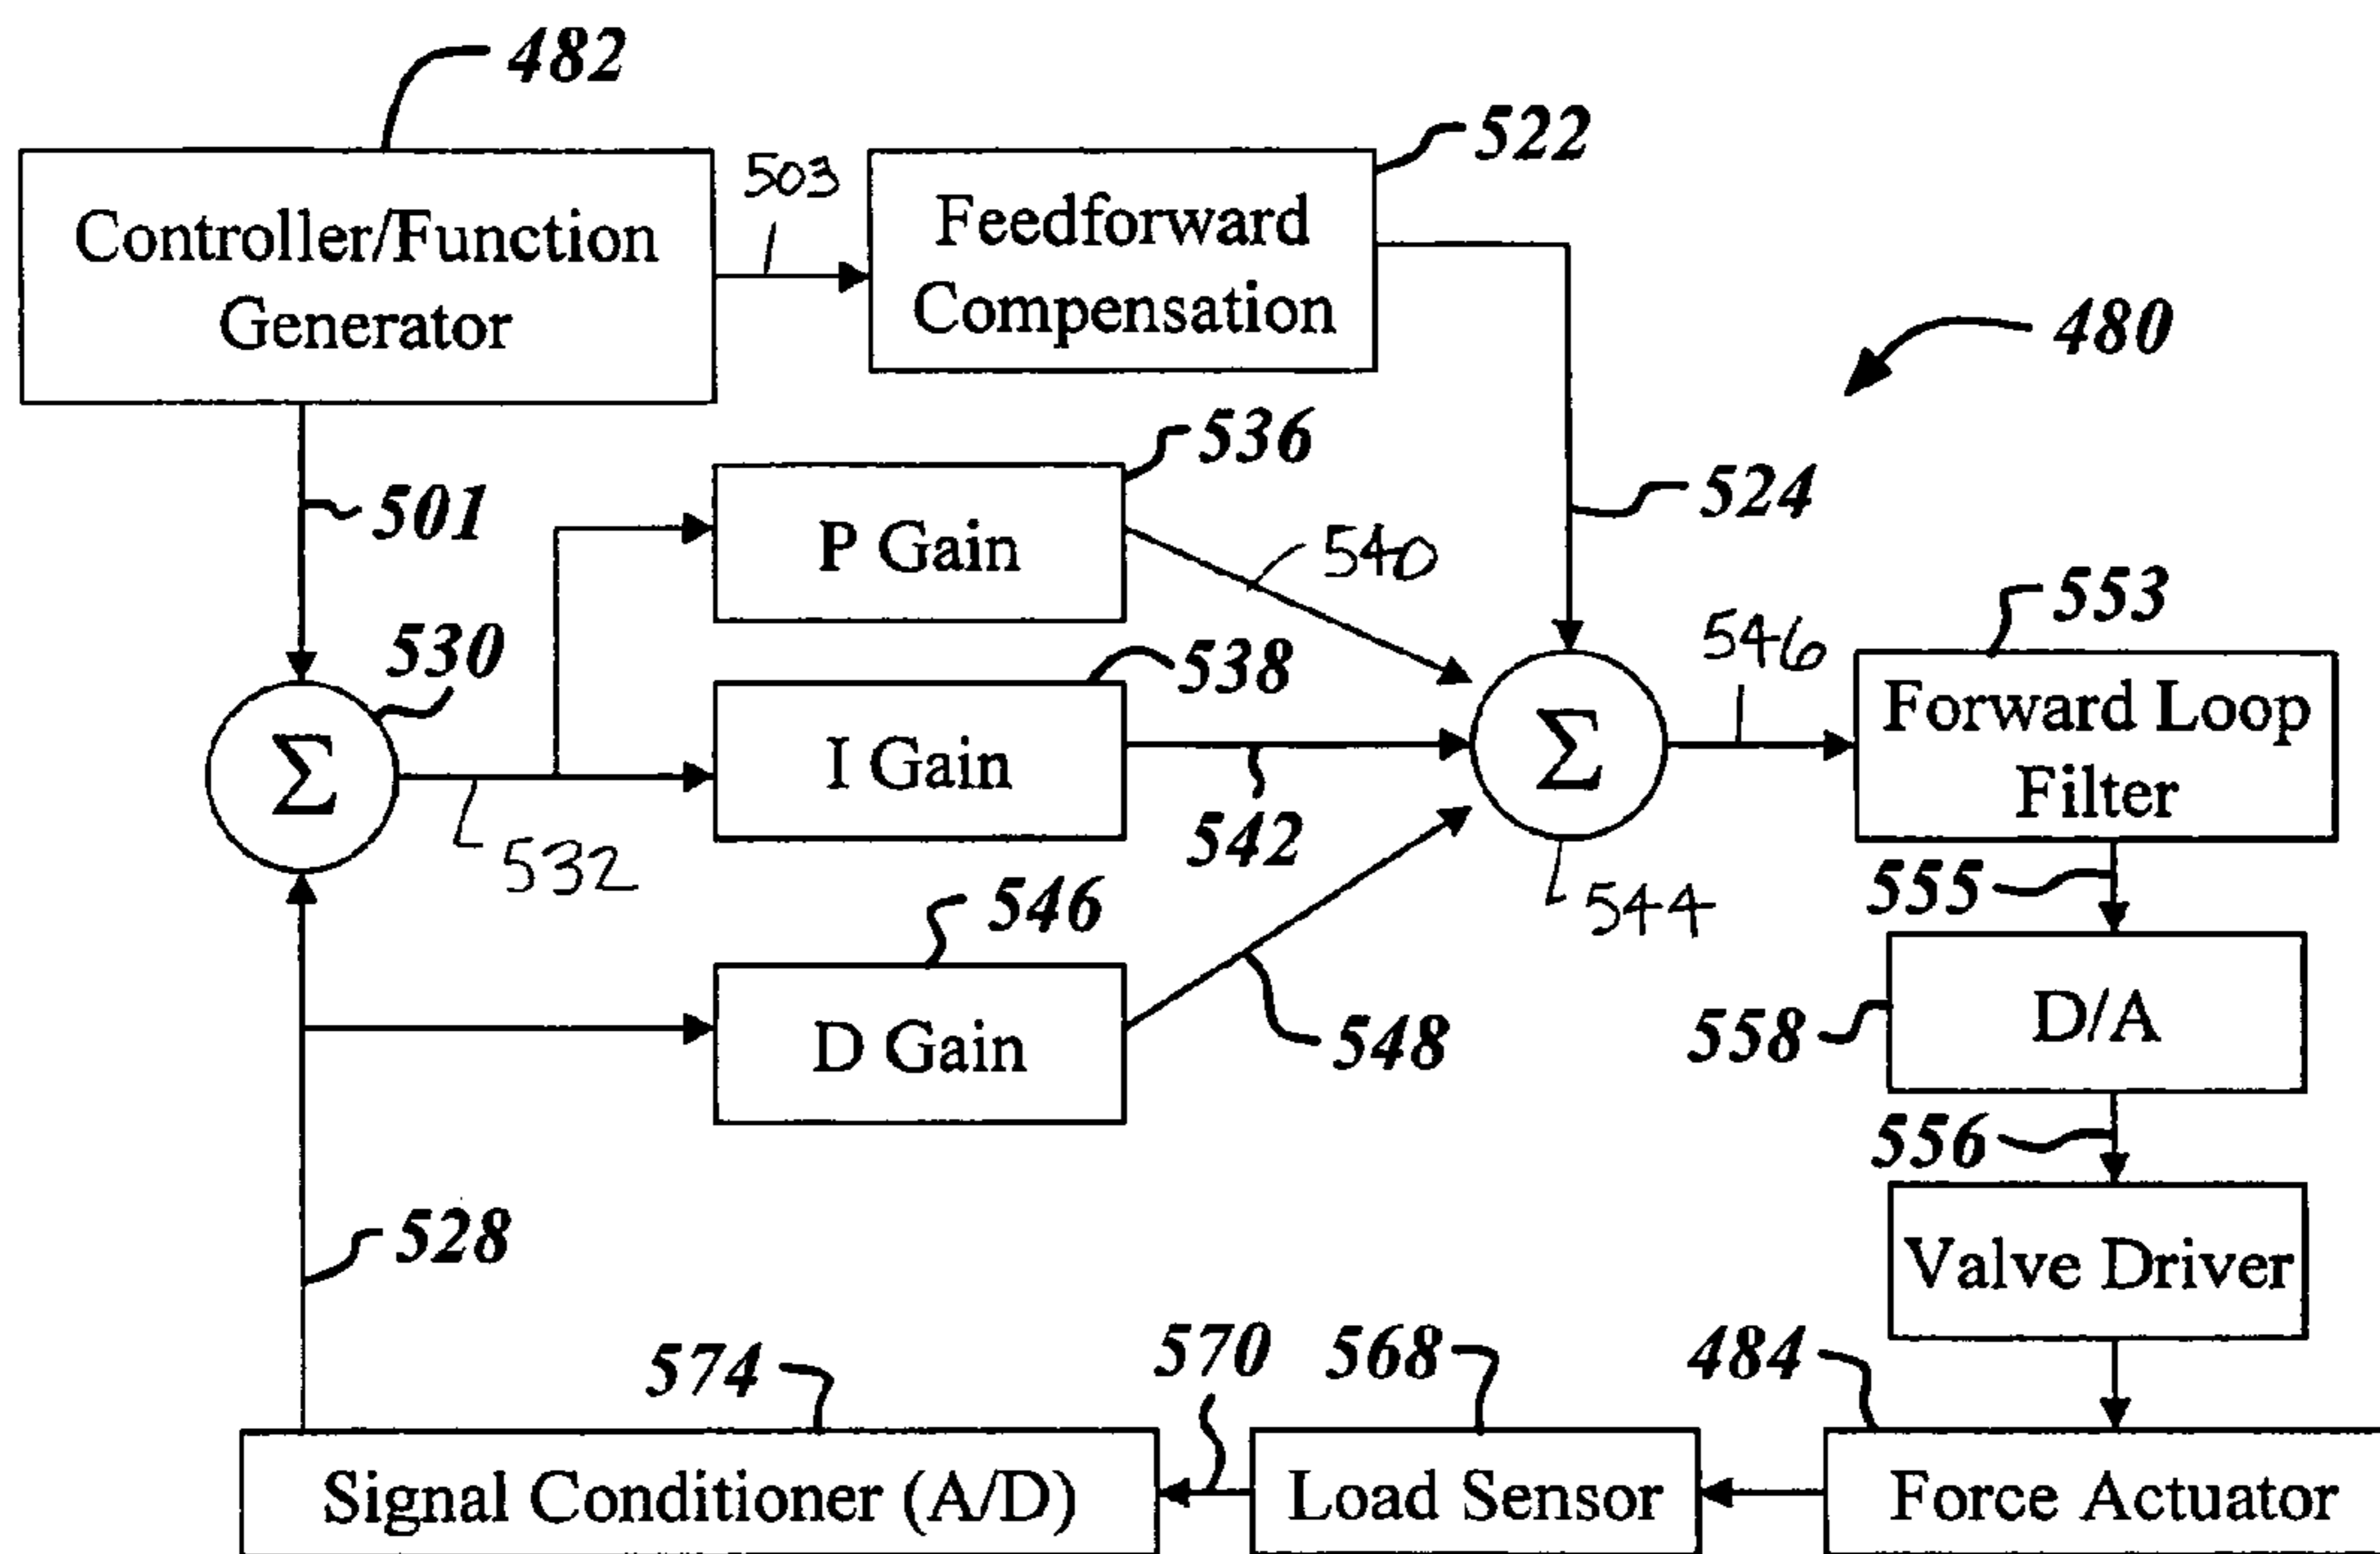 482
503
522
Controller/Function
Generator
Feedforward
Compensation
480
536
501
P Gain
540
524
530
538
546
553
Σ
532
I Gain
542
Σ
544
Forward Loop
Filter
555
546
D Gain
548
558
D/A
556
528
Valve Driver
574
570
568
484
Signal Conditioner (A/D)
Load Sensor
Force Actuator